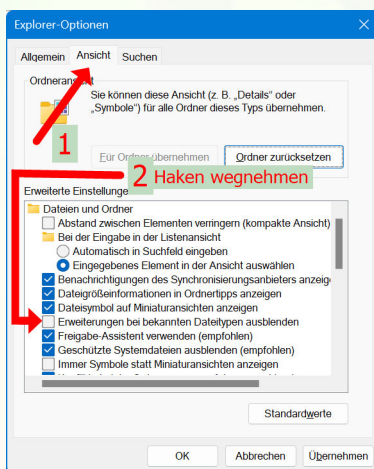 Explorer-Optionen
Allgemein Ansicht Suchen
Ordneransicht
Sie können diese Ansicht (z. B. „Details" oder
„Symbole") für alle Ordner dieses Typs übernehmen.
1
Für Ordner übernehmen Ordner zurücksetzen
2 Haken wegnehmen
Erweiterte Einstellunge
Dateien und Ordner
Abstand zwischen Elementen verringern (kompakte Ansicht)
Bei der Eingabe in der Listenansicht
Automatisch in Suchfeld eingeben
Eingegebenes Element in der Ansicht auswählen
Benachrichtigungen des Synchronisierungsanbieters anzeig
Dateigrößeinformationen in Ordnertipps anzeigen
Dateisymbol auf Miniaturansichten anzeigen
Erweiterungen bei bekannten Dateitypen ausblenden
Freigabe-Assistent verwenden (empfohlen)
Geschützte Systemdateien ausblenden (empfohlen)
Immer Symbole statt Miniaturansichten anzeigen
Standardwerte
OK Abbrechen Übernehmen